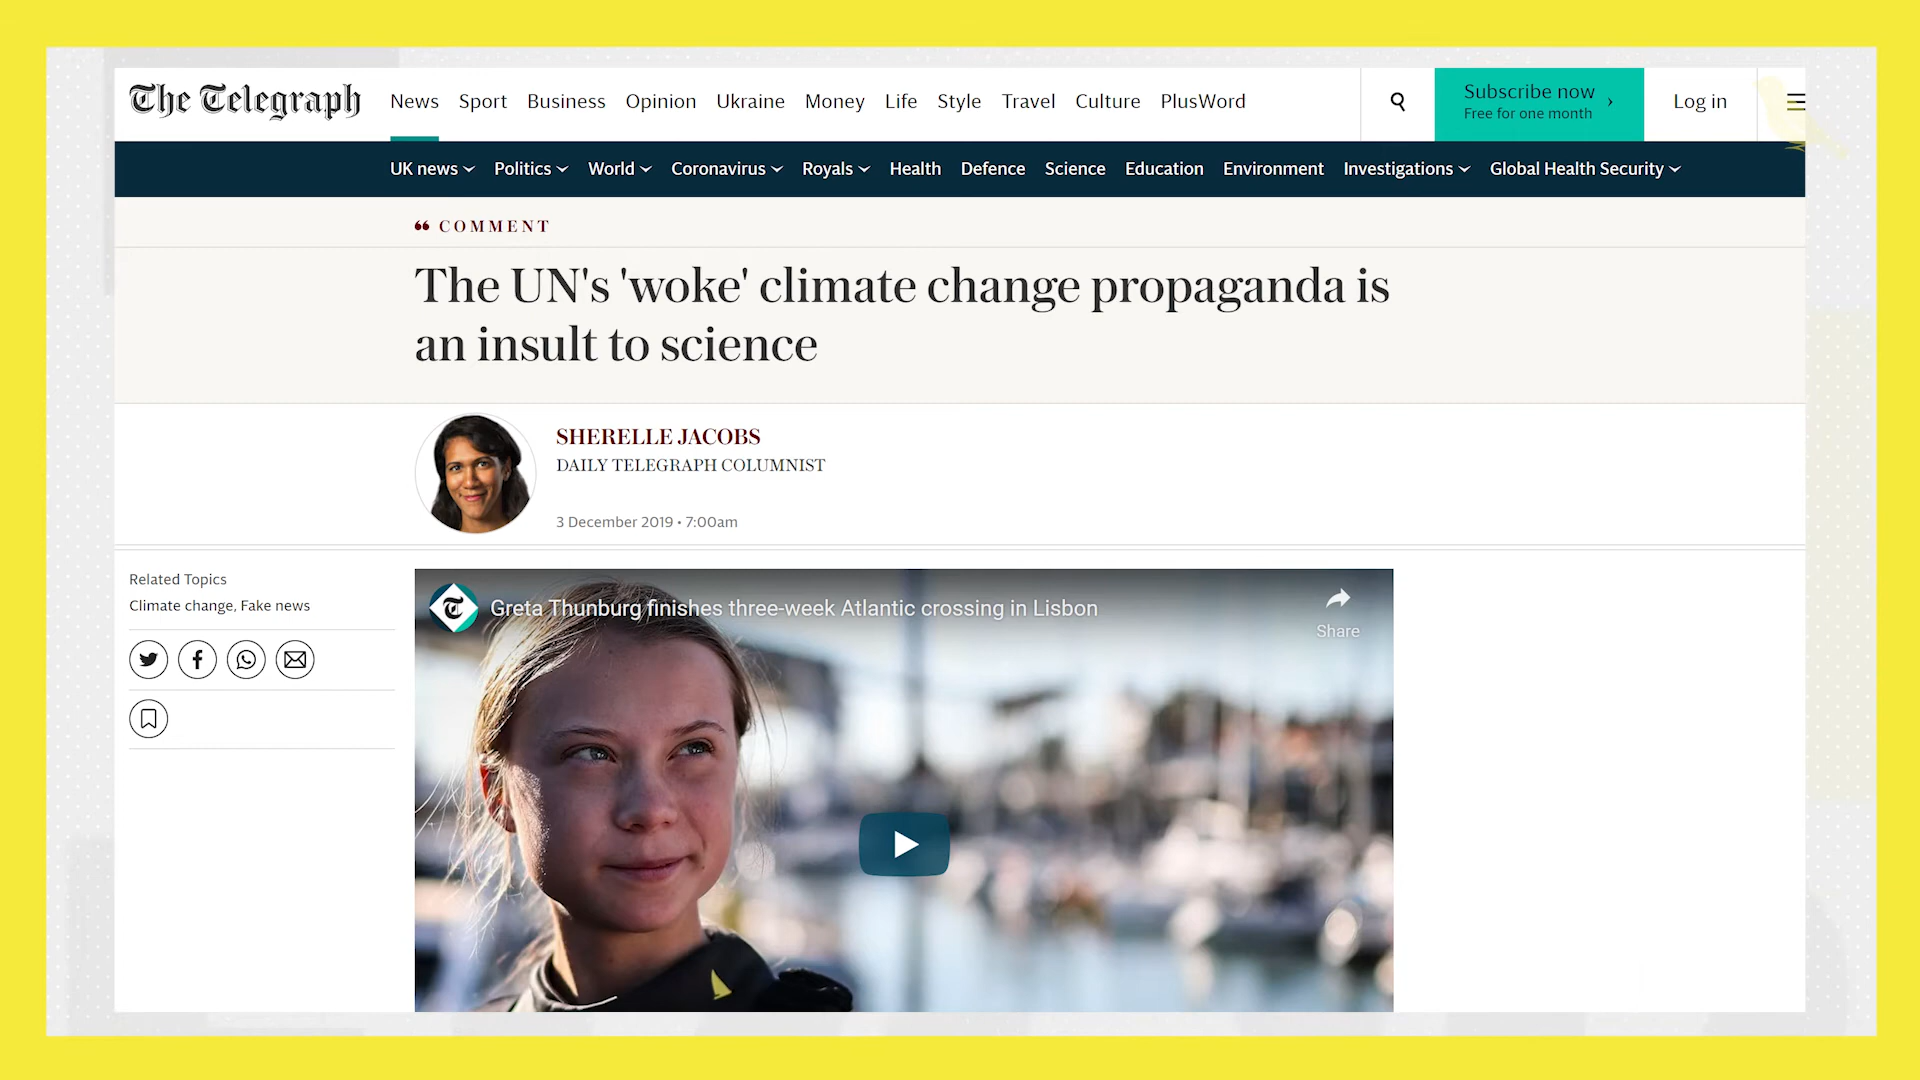 The Telegraph
News Sport Business Opinion Ukraine Money Life Style Travel Culture PlusWord
Subscribe now
Free for one month
Log in
UK news Politics World Coronavirus Royals Health Defence Science Education Environment Investigations Global Health Security
COMMENT
The UN's 'woke' climate change propaganda is
an insult to science
SHERELLE JACOBS
DAILY TELEGRAPH COLUMNIST
3 December 2019 • 7:00am
Related Topics
Climate change, Fake news
Greta Thunburg finishes three-week Atlantic crossing in Lisbon
Share